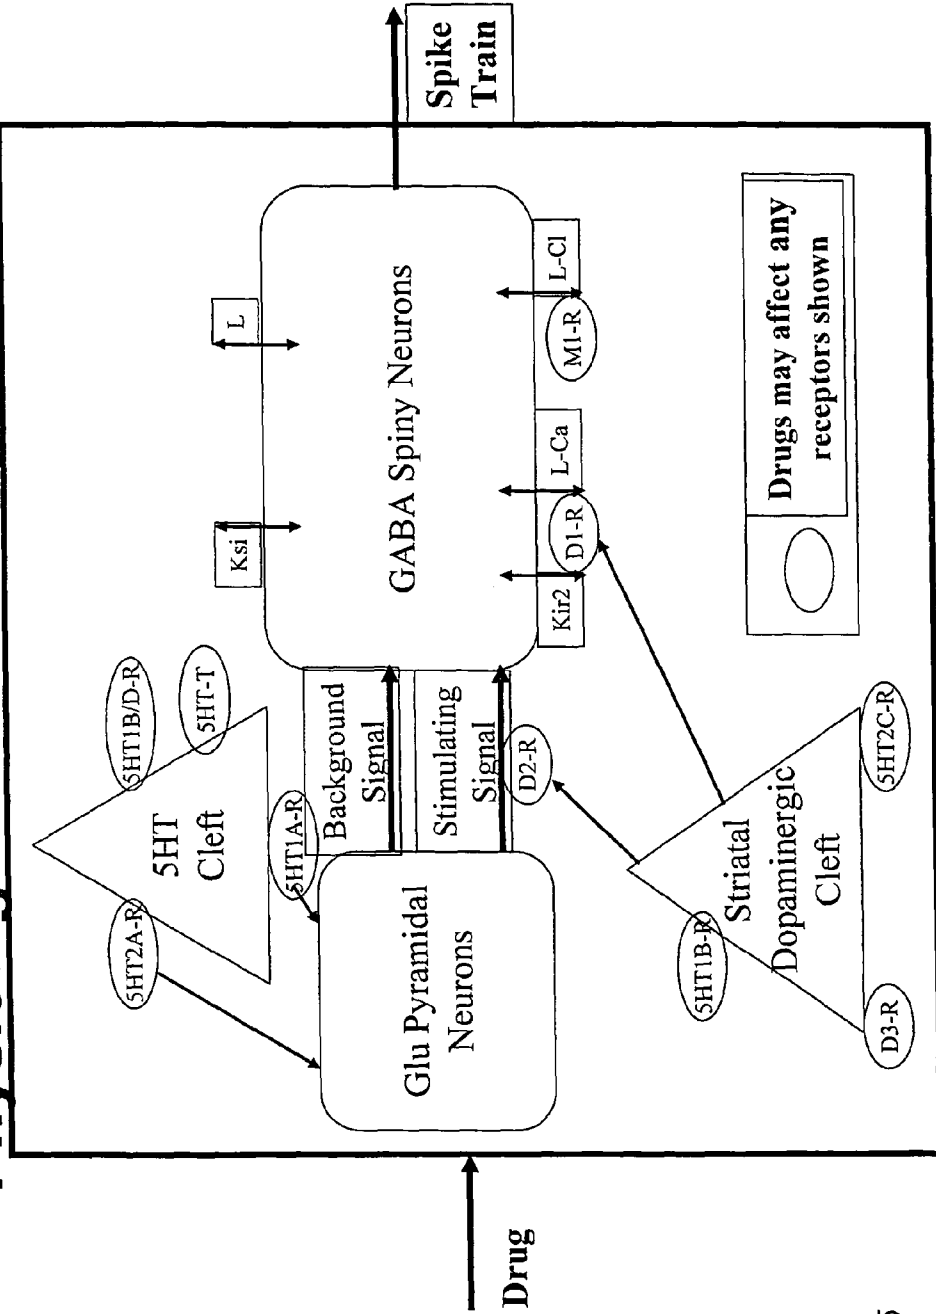 Drug
Spike
Train
5HT2A-R
5HT
Cleft
5HT1B/D-R
5HT-T
5HT1A-R
Background
Signal
Stimulating
Signal
D2-R
Glu Pyramidal
Neurons
GABA Spiny Neurons
Ksi
L
Kir2
D1-R
L-Ca
M1-R
L-Cl
Striatal
Dopaminergic
Cleft
5HT1B-R
D3-R
5HT2C-R
Drugs may affect any
receptors shown